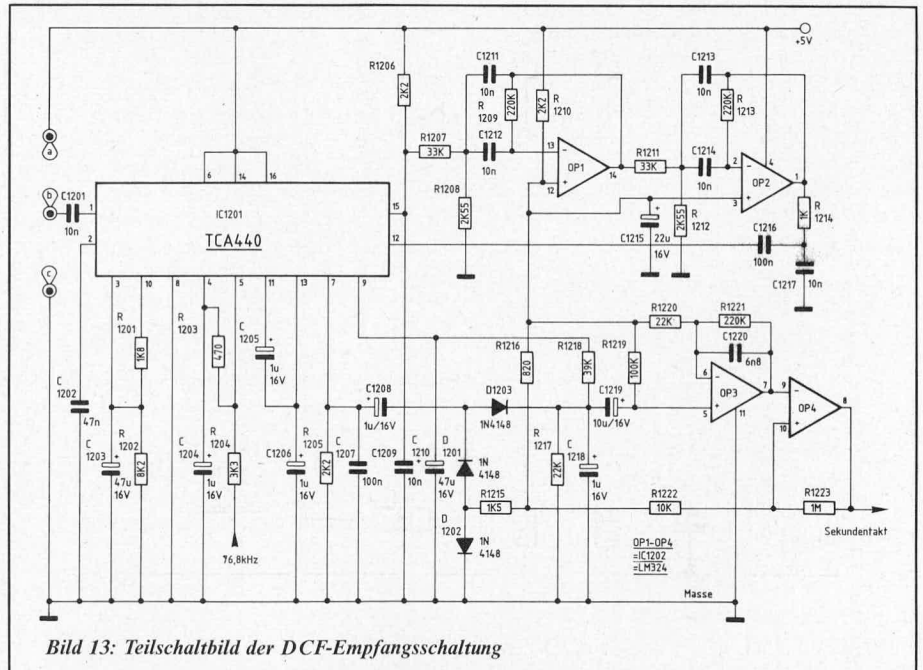 +5V
C1211
10n
C1213
10n
R1206
2K2
R
1209
220K
2K2
R
1210
220K
R
1213
C1212
10n
C1214
10n
R1207
33K
13
12
OP1
14
R1211
33K
2
3
OP2
4
1
R
1214
1K
R1208
2K55
C1215
22u
16V
2K55
R
1212
C1216
100n
C1217
10n
a
b
c
C1201
10n
6
14
16
1
2
IC1201
TCA440
15
12
3
10
8
4
5
11
13
7
9
R
1201
1K8
R
1203
470
C
1205
1u
16V
C
1202
47n
C
1203
47u
16V
R
1202
8K2
C
1204
1u
16V
R
1204
3K3
76,8kHz
C
1206
1u
16V
R
1205
2K2
C
1207
100n
C1208
1u/16V
C
1209
10n
C
1210
47u
16V
D
1201
1N
4148
D
1202
1N
4148
D1203
1N4148
R1215
1K5
R1216
820
R
1217
22K
R1218
39K
C
1218
1u
16V
C1219
10u/16V
R1219
100K
R1220
22K
R1221
220K
C1220
6n8
6
5
OP3
7
11
9
10
OP4
8
R1222
10K
R1223
1M
Sekundentakt
OP1-OP4
=IC1202
=LM324
Masse
Bild 13: Teilschaltbild der DCF-Empfangsschaltung